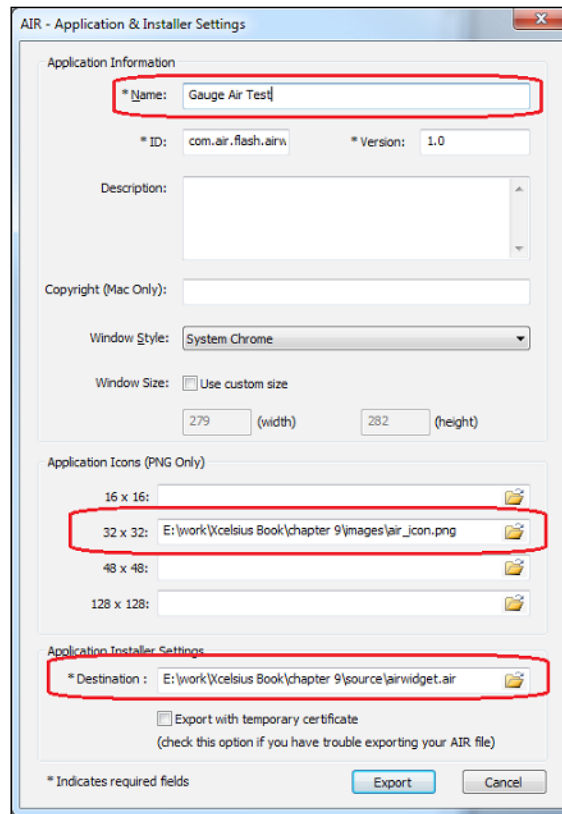 AIR - Application & Installer Settings
Application Information
* Name: Gauge Air Test
* ID: com.air.flash.airw * Version: 1.0
Description:
Copyright (Mac Only):
Window Style: System Chrome
Window Size: Use custom size
279 (width) 282 (height)
Application Icons (PNG Only)
16 x 16:
32 x 32: E:\work\Xcelsius Book\chapter 9\images\air_icon.png
48 x 48:
128 x 128:
Application Installer Settings
* Destination : E:\work\Xcelsius Book\chapter 9\source\airwidget.air
Export with temporary certificate
(check this option if you have trouble exporting your AIR file)
* Indicates required fields Export Cancel